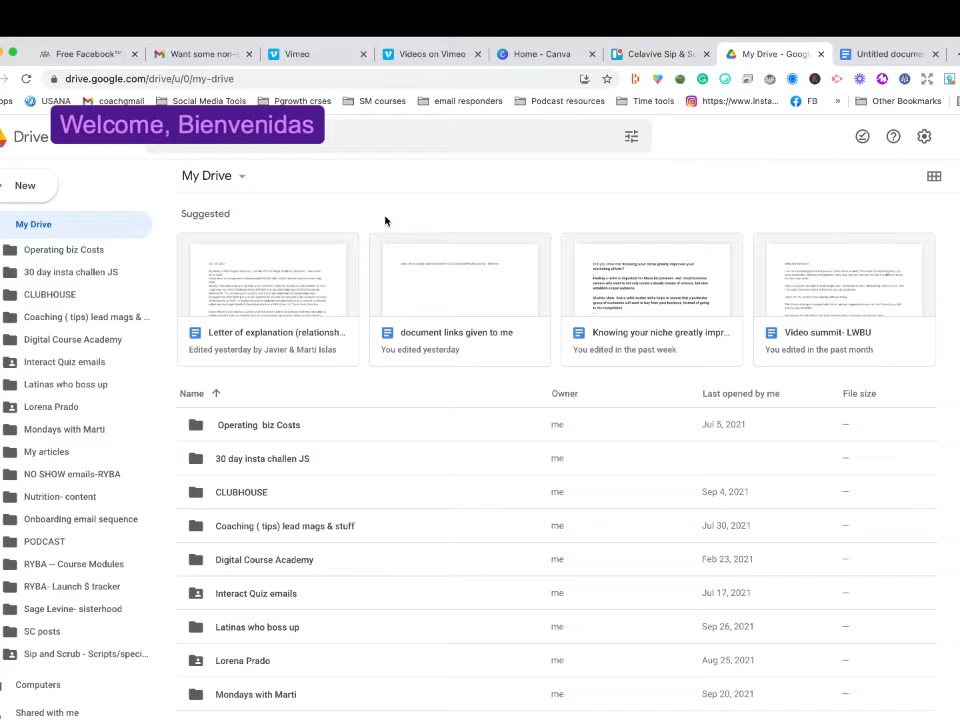 Free Facebook™
Want some non-
Vimeo
Videos on Vimeo
Home - Canva
Celavive Sip & Sc
My Drive - Googl
Untitled docume
drive.google.com/drive/u/0/my-drive
ops
USANA
coachgmail
Social Media Tools
Pgrowth crses
SM courses
email responders
Podcast resources
Time tools
https://www.insta...
FB
»
Other Bookmarks
Drive
Welcome, Bienvenidas
New
My Drive
Operating biz Costs
30 day insta challen JS
CLUBHOUSE
Coaching ( tips) lead mags & ...
Digital Course Academy
Interact Quiz emails
Latinas who boss up
Lorena Prado
Mondays with Marti
My articles
NO SHOW emails-RYBA
Nutrition- content
Onboarding email sequence
PODCAST
RYBA -- Course Modules
RYBA- Launch $ tracker
Sage Levine- sisterhood
SC posts
Sip and Scrub - Scripts/speci...
Computers
Shared with me
My Drive
Suggested
Letter of explanation (relationsh...
Edited yesterday by Javier & Marti Islas
document links given to me
You edited yesterday
Knowing your niche greatly impr...
You edited in the past week
Video summit- LWBU
You edited in the past month
Name Owner Last opened by me File size
Operating biz Costs me Jul 5, 2021 —
30 day insta challen JS me —
CLUBHOUSE me Sep 4, 2021 —
Coaching ( tips) lead mags & stuff me Jul 30, 2021 —
Digital Course Academy me Feb 23, 2021 —
Interact Quiz emails me Jul 17, 2021 —
Latinas who boss up me Sep 26, 2021 —
Lorena Prado me Aug 25, 2021 —
Mondays with Marti me Sep 20, 2021 —